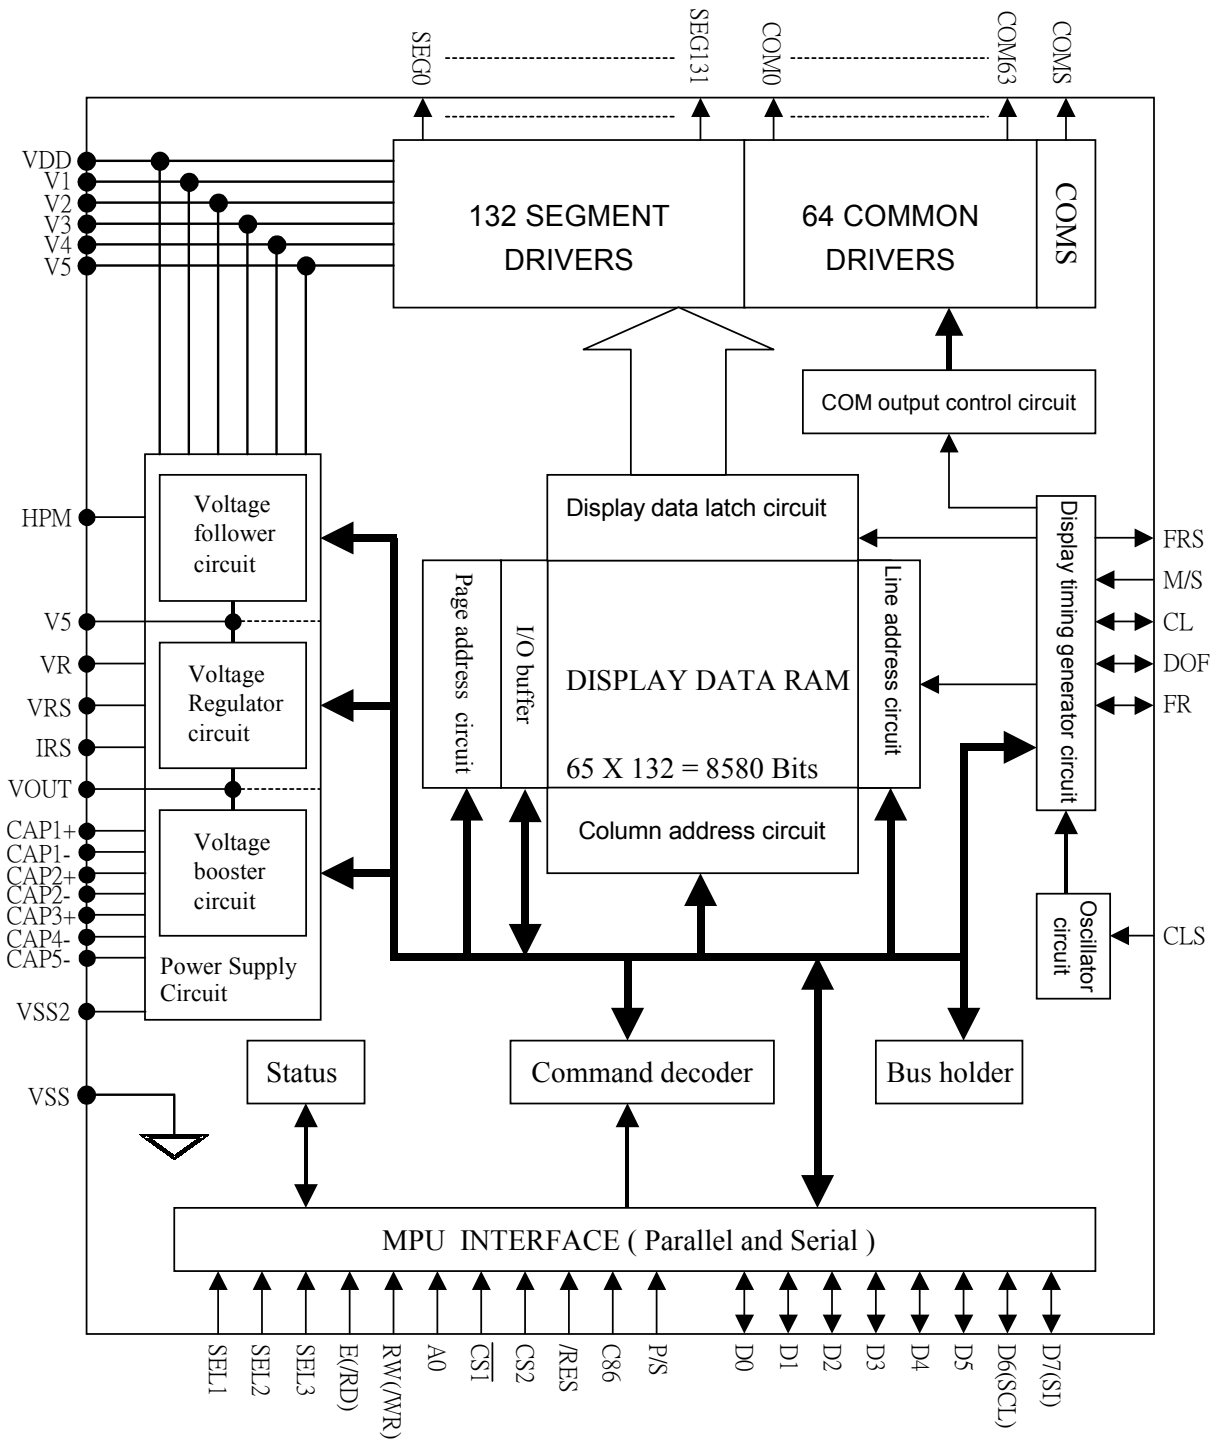 SEG0
SEG131
COM0
COM63
COMS
VDD
V1
V2
V3
V4
V5
132 SEGMENT
DRIVERS
64 COMMON
DRIVERS
COMS
COM output control circuit
HPM
V5
VR
VRS
IRS
VOUT
CAP1+
CAP1-
CAP2+
CAP2-
CAP3+
CAP4-
CAP5-
VSS2
VSS
Voltage
follower
circuit
Voltage
Regulator
circuit
Voltage
booster
circuit
Power Supply
Circuit
Display data latch circuit
Page address circuit
I/O buffer
DISPLAY DATA RAM
65 X 132 = 8580 Bits
Line address circuit
Column address circuit
Display timing generator circuit
FRS
M/S
CL
DOF
FR
Oscillator
circuit
CLS
Status
Command decoder
Bus holder
MPU INTERFACE ( Parallel and Serial )
SEL1
SEL2
SEL3
E(/RD)
RW(/WR)
A0
CS1
CS2
/RES
C86
P/S
D0
D1
D2
D3
D4
D5
D6(SCL)
D7(SI)